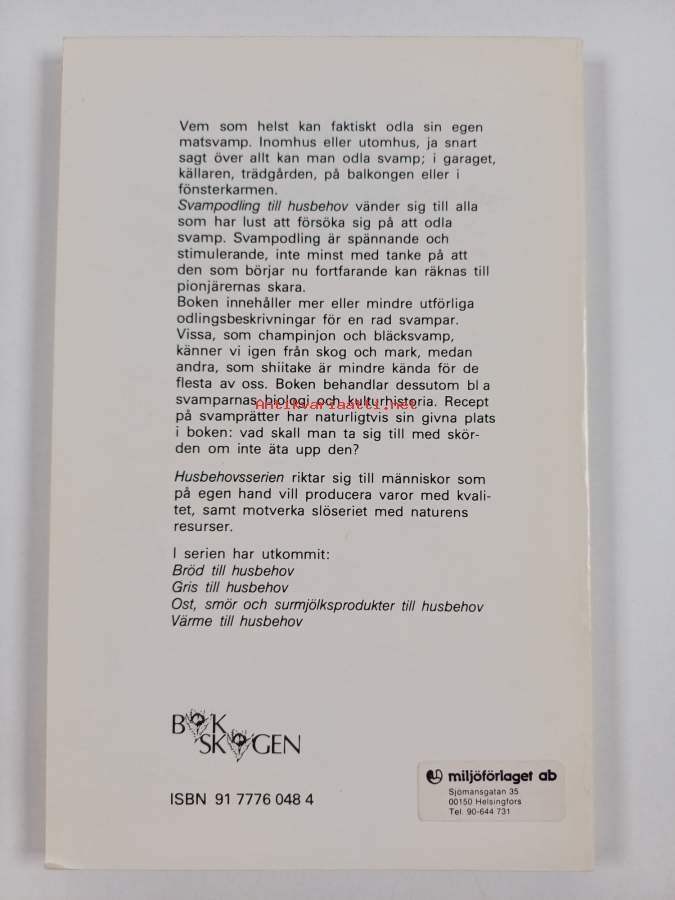 Vem som helst kan faktiskt odla sin egen
matsvamp. Inomhus eller utomhus, ja snart
sagt över allt kan man odla svamp; i garaget,
källaren, trädgården, på balkongen eller i
fönsterkarmen.
Svampodling till husbehov vänder sig till alla
som har lust att försöka sig på att odla
svamp. Svampodling är spännande och
stimulerande, inte minst med tanke på att
den som börjar nu fortfarande kan räknas till
pionjärernas skara.
Boken innehåller mer eller mindre utförliga
odlingsbeskrivningar för en rad svampar.
Vissa, som champinjon och bläcksvamp,
känner vi igen från skog och mark, medan
andra, som shiitake är mindre kända för de
flesta av oss. Boken behandlar dessutom bl a
svamparnas biologi och kulturhistoria. Recept
Antikvariaatti.net
på svamprätter har naturligtvis sin givna plats
i boken: vad skall man ta sig till med skör-
den om inte äta upp den?
Husbehovsserien riktar sig till människor som
på egen hand vill producera varor med kvali-
tet, samt motverka slöseriet med naturens
resurser.
I serien har utkommit:
Bröd till husbehov
Gris till husbehov
Ost, smör och surmjölksprodukter till husbehov
Värme till husbehov
BOK
SKOGEN
ISBN 91 7776 048 4
miljöförlaget ab
Sjömansgatan 35
00150 Helsingfors
Tel. 90-644 731